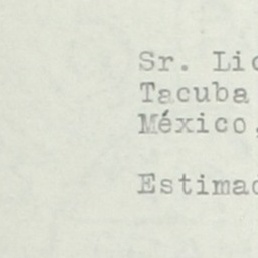 Sr. Lic
Tacuba
México,
Estimad